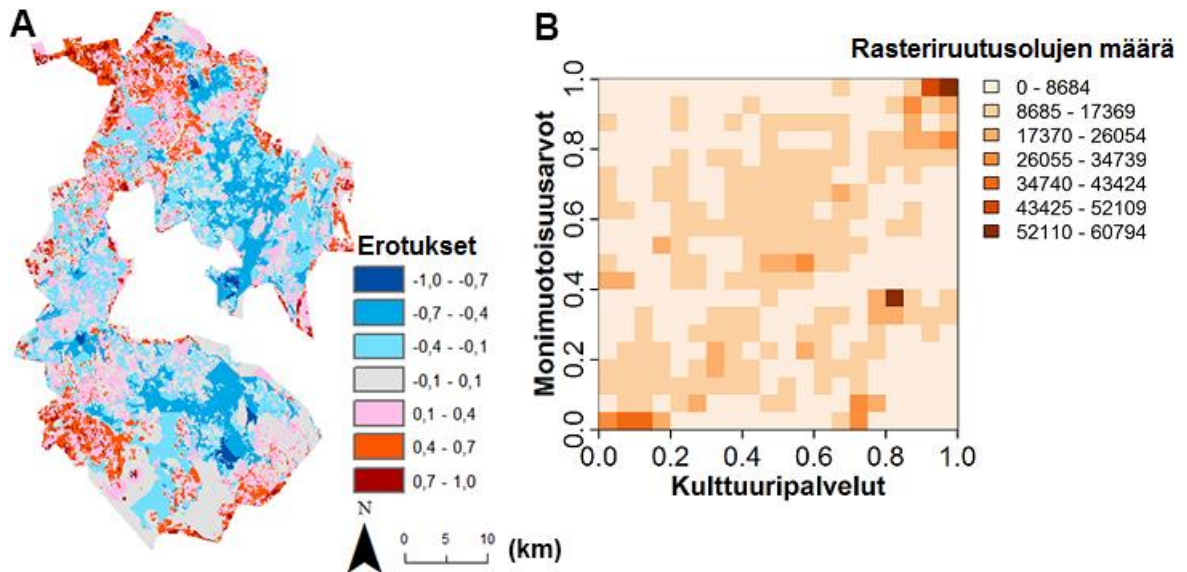 A
Erotukset
-1,0 - -0,7
-0,7 - -0,4
-0,4 - -0,1
-0,1 - 0,1
0,1 - 0,4
0,4 - 0,7
0,7 - 1,0
N
0 5 10 (km)
B
Rasteriruutusolujen määrä
0 - 8684
8685 - 17369
17370 - 26054
26055 - 34739
34740 - 43424
43425 - 52109
52110 - 60794
Monimuotoisuusarvot
1.0
0.8
0.6
0.4
0.2
0.0
0.0 0.2 0.4 0.6 0.8 1.0
Kulttuuripalvelut